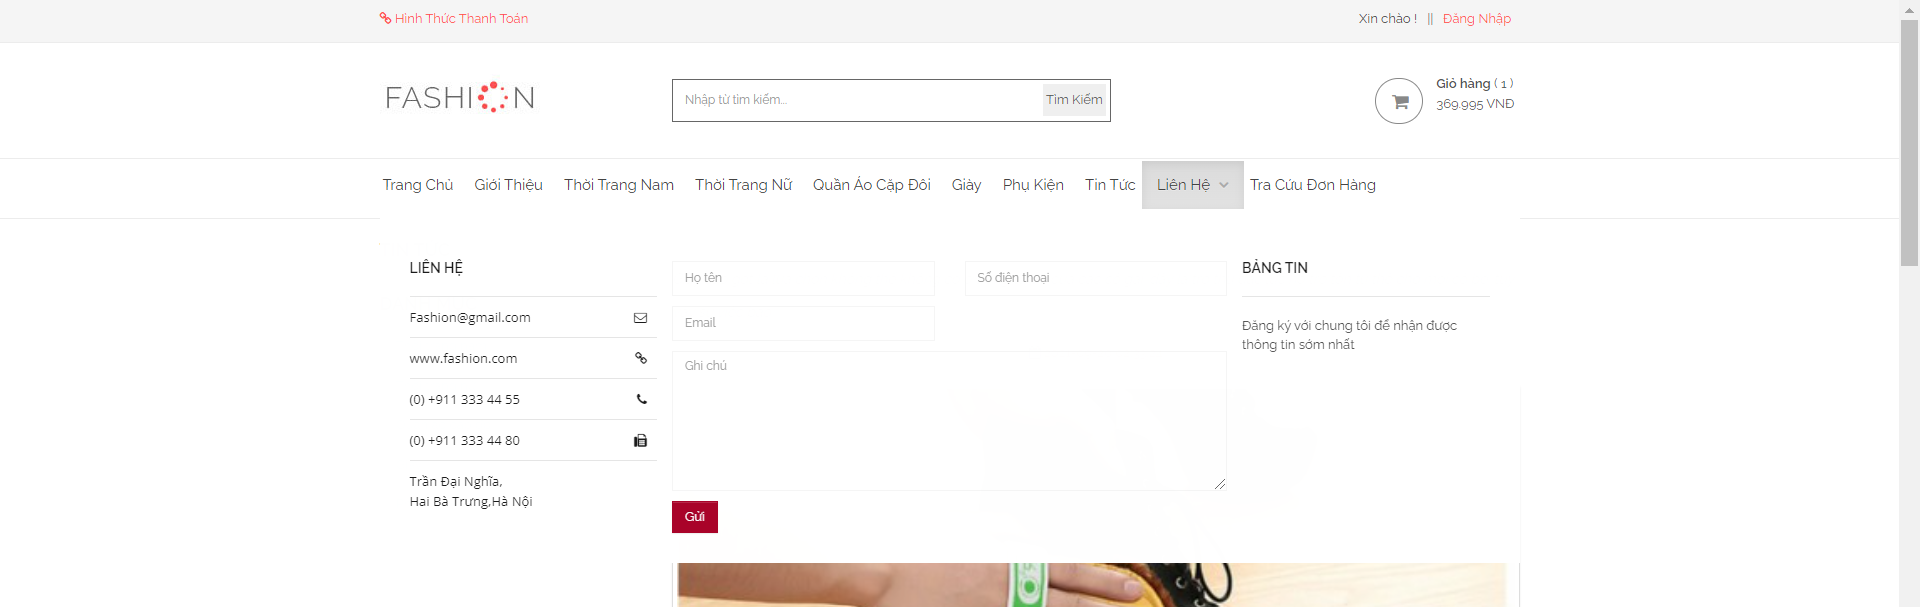 Hình Thức Thanh Toán
Xin chào ! || Đăng Nhập
FASHION
Nhập từ tìm kiếm...
Tìm Kiếm
Giỏ hàng ( 1 )
369.995 VNĐ
Trang Chủ Giới Thiệu Thời Trang Nam Thời Trang Nữ Quần Áo Cặp Đôi Giày Phụ Kiện Tin Tức Liên Hệ Tra Cứu Đơn Hàng
LIÊN HỆ
Fashion@gmail.com
www.fashion.com
(0) +911 333 44 55
(0) +911 333 44 80
Trần Đại Nghĩa,
Hai Bà Trưng,Hà Nội
Họ tên
Số điện thoại
Email
Ghi chú
Gửi
BẢNG TIN
Đăng ký với chung tôi để nhận được
thông tin sớm nhất